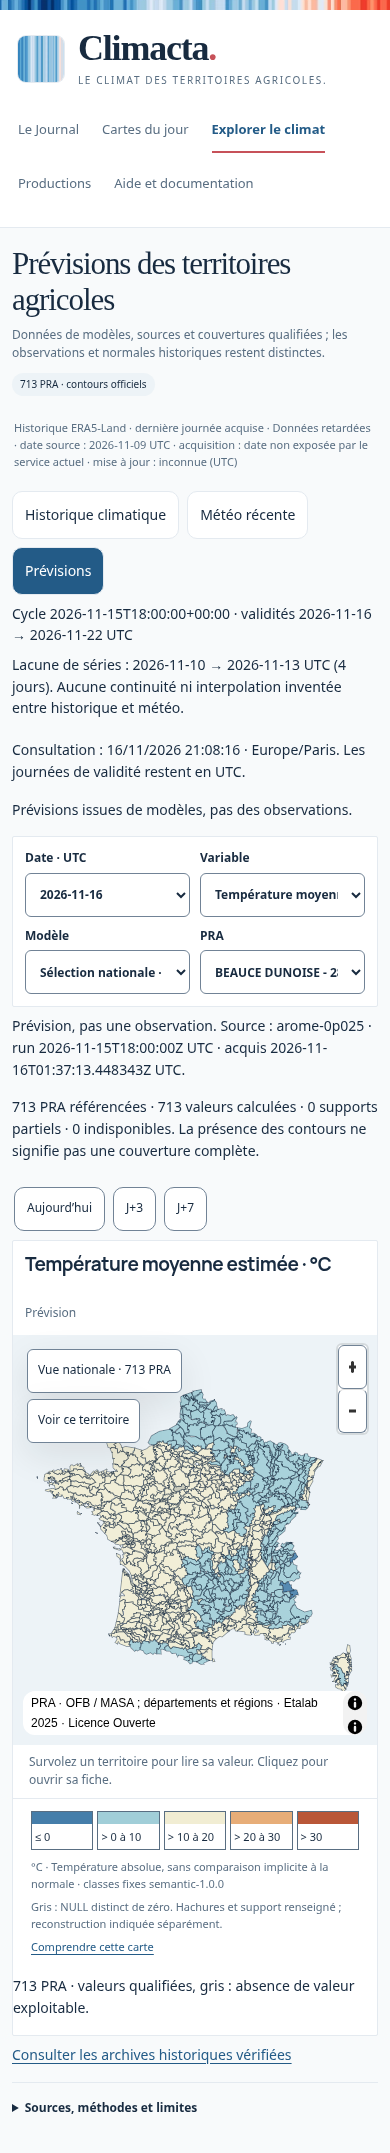 Climacta.
LE CLIMAT DES TERRITOIRES AGRICOLES.
Le Journal Cartes du jour Explorer le climat
Productions Aide et documentation
Prévisions des territoires
agricoles
Données de modèles, sources et couvertures qualifiées ; les
observations et normales historiques restent distinctes.
713 PRA · contours officiels
Historique ERA5-Land · dernière journée acquise · Données retardées
· date source : 2026-11-09 UTC · acquisition : date non exposée par le
service actuel · mise à jour : inconnue (UTC)
Historique climatique Météo récente
Prévisions
Cycle 2026-11-15T18:00:00+00:00 · validités 2026-11-16
→ 2026-11-22 UTC
Lacune de séries : 2026-11-10 → 2026-11-13 UTC (4
jours). Aucune continuité ni interpolation inventée
entre historique et météo.
Consultation : 16/11/2026 21:08:16 · Europe/Paris. Les
journées de validité restent en UTC.
Prévisions issues de modèles, pas des observations.
Date · UTC Variable
2026-11-16 Température moyen
Modèle PRA
Sélection nationale · BEAUCE DUNOISE - 28
Prévision, pas une observation. Source : arome-0p025 ·
run 2026-11-15T18:00:00Z UTC · acquis 2026-11-
16T01:37:13.448343Z UTC.
713 PRA référencées · 713 valeurs calculées · 0 supports
partiels · 0 indisponibles. La présence des contours ne
signifie pas une couverture complète.
Aujourd’hui J+3 J+7
Température moyenne estimée · °C
Prévision
Vue nationale · 713 PRA
+
Voir ce territoire
−
PRA · OFB / MASA ; départements et régions · Etalab
2025 · Licence Ouverte
Survolez un territoire pour lire sa valeur. Cliquez pour
ouvrir sa fiche.
≤ 0 > 0 à 10 > 10 à 20 > 20 à 30 > 30
°C · Température absolue, sans comparaison implicite à la
normale · classes fixes semantic-1.0.0
Gris : NULL distinct de zéro. Hachures et support renseigné ;
reconstruction indiquée séparément.
Comprendre cette carte
713 PRA · valeurs qualifiées, gris : absence de valeur
exploitable.
Consulter les archives historiques vérifiées
Sources, méthodes et limites